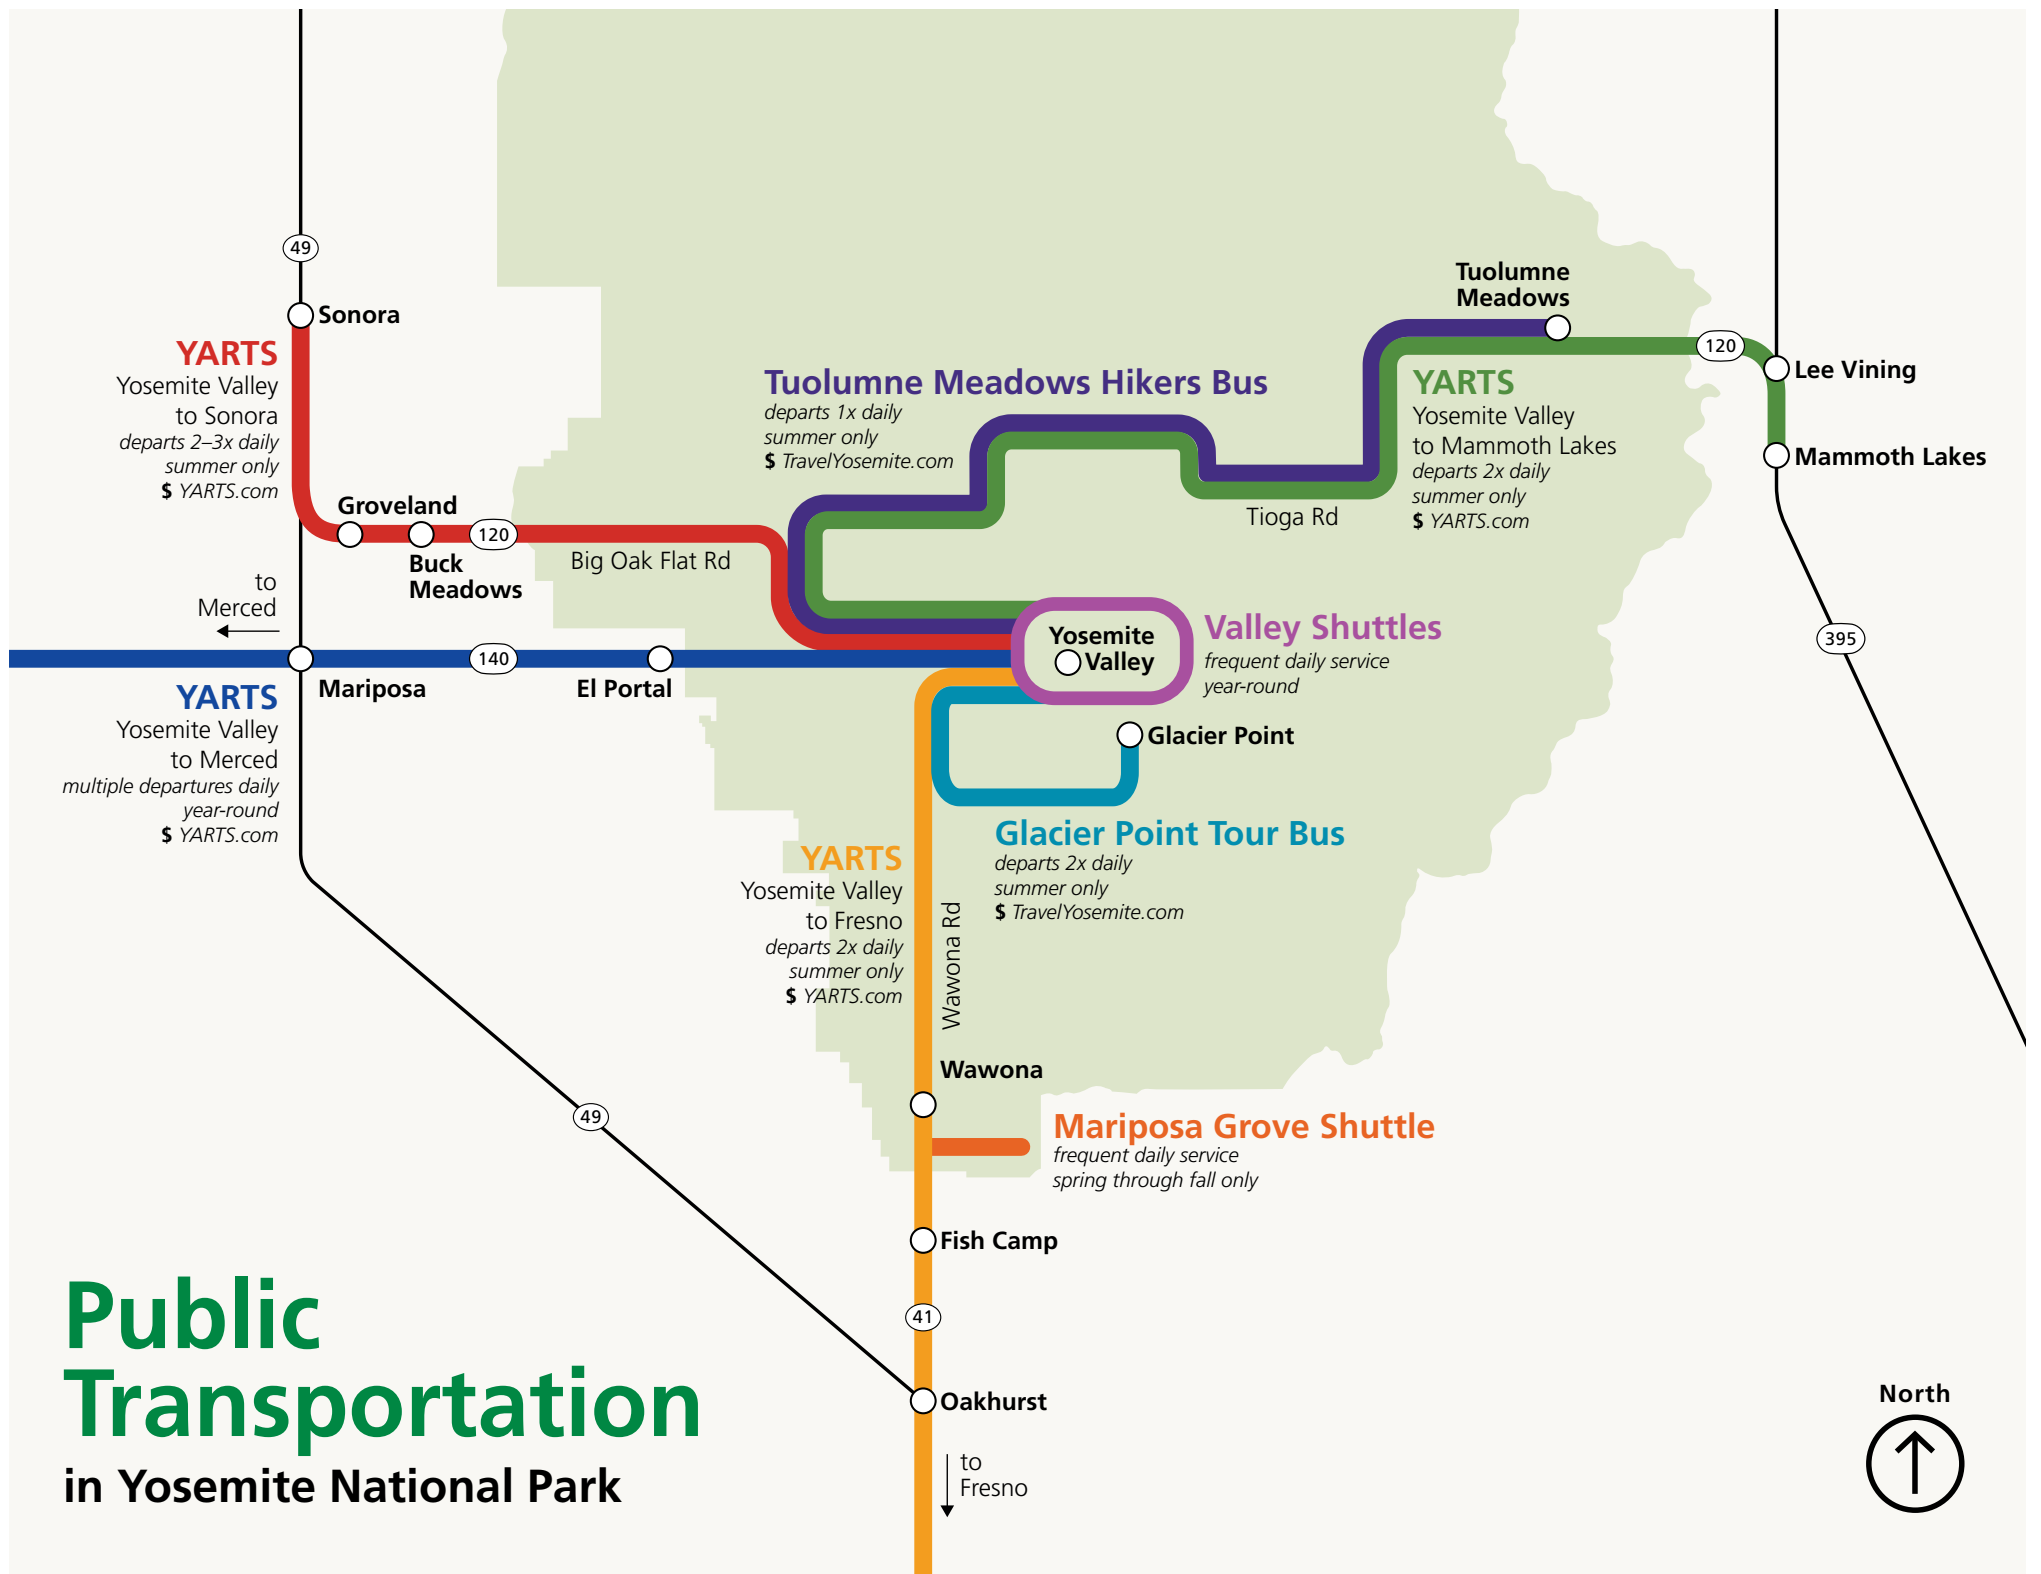 49
Sonora
YARTS
Yosemite Valley
to Sonora
departs 2–3x daily
summer only
$ YARTS.com
Groveland
120
Buck
Meadows
Big Oak Flat Rd
Tuolumne Meadows Hikers Bus
departs 1x daily
summer only
$ TravelYosemite.com
Tuolumne
Meadows
120
Lee Vining
Mammoth Lakes
YARTS
Yosemite Valley
to Mammoth Lakes
departs 2x daily
summer only
$ YARTS.com
Tioga Rd
to
Merced
140
Mariposa
El Portal
YARTS
Yosemite Valley
to Merced
multiple departures daily
year-round
$ YARTS.com
Yosemite
Valley
Valley Shuttles
frequent daily service
year-round
395
Glacier Point
Glacier Point Tour Bus
departs 2x daily
summer only
$ TravelYosemite.com
YARTS
Yosemite Valley
to Fresno
departs 2x daily
summer only
$ YARTS.com
Wawona Rd
Wawona
49
Mariposa Grove Shuttle
frequent daily service
spring through fall only
Fish Camp
41
Oakhurst
to
Fresno
Public
Transportation
in Yosemite National Park
North